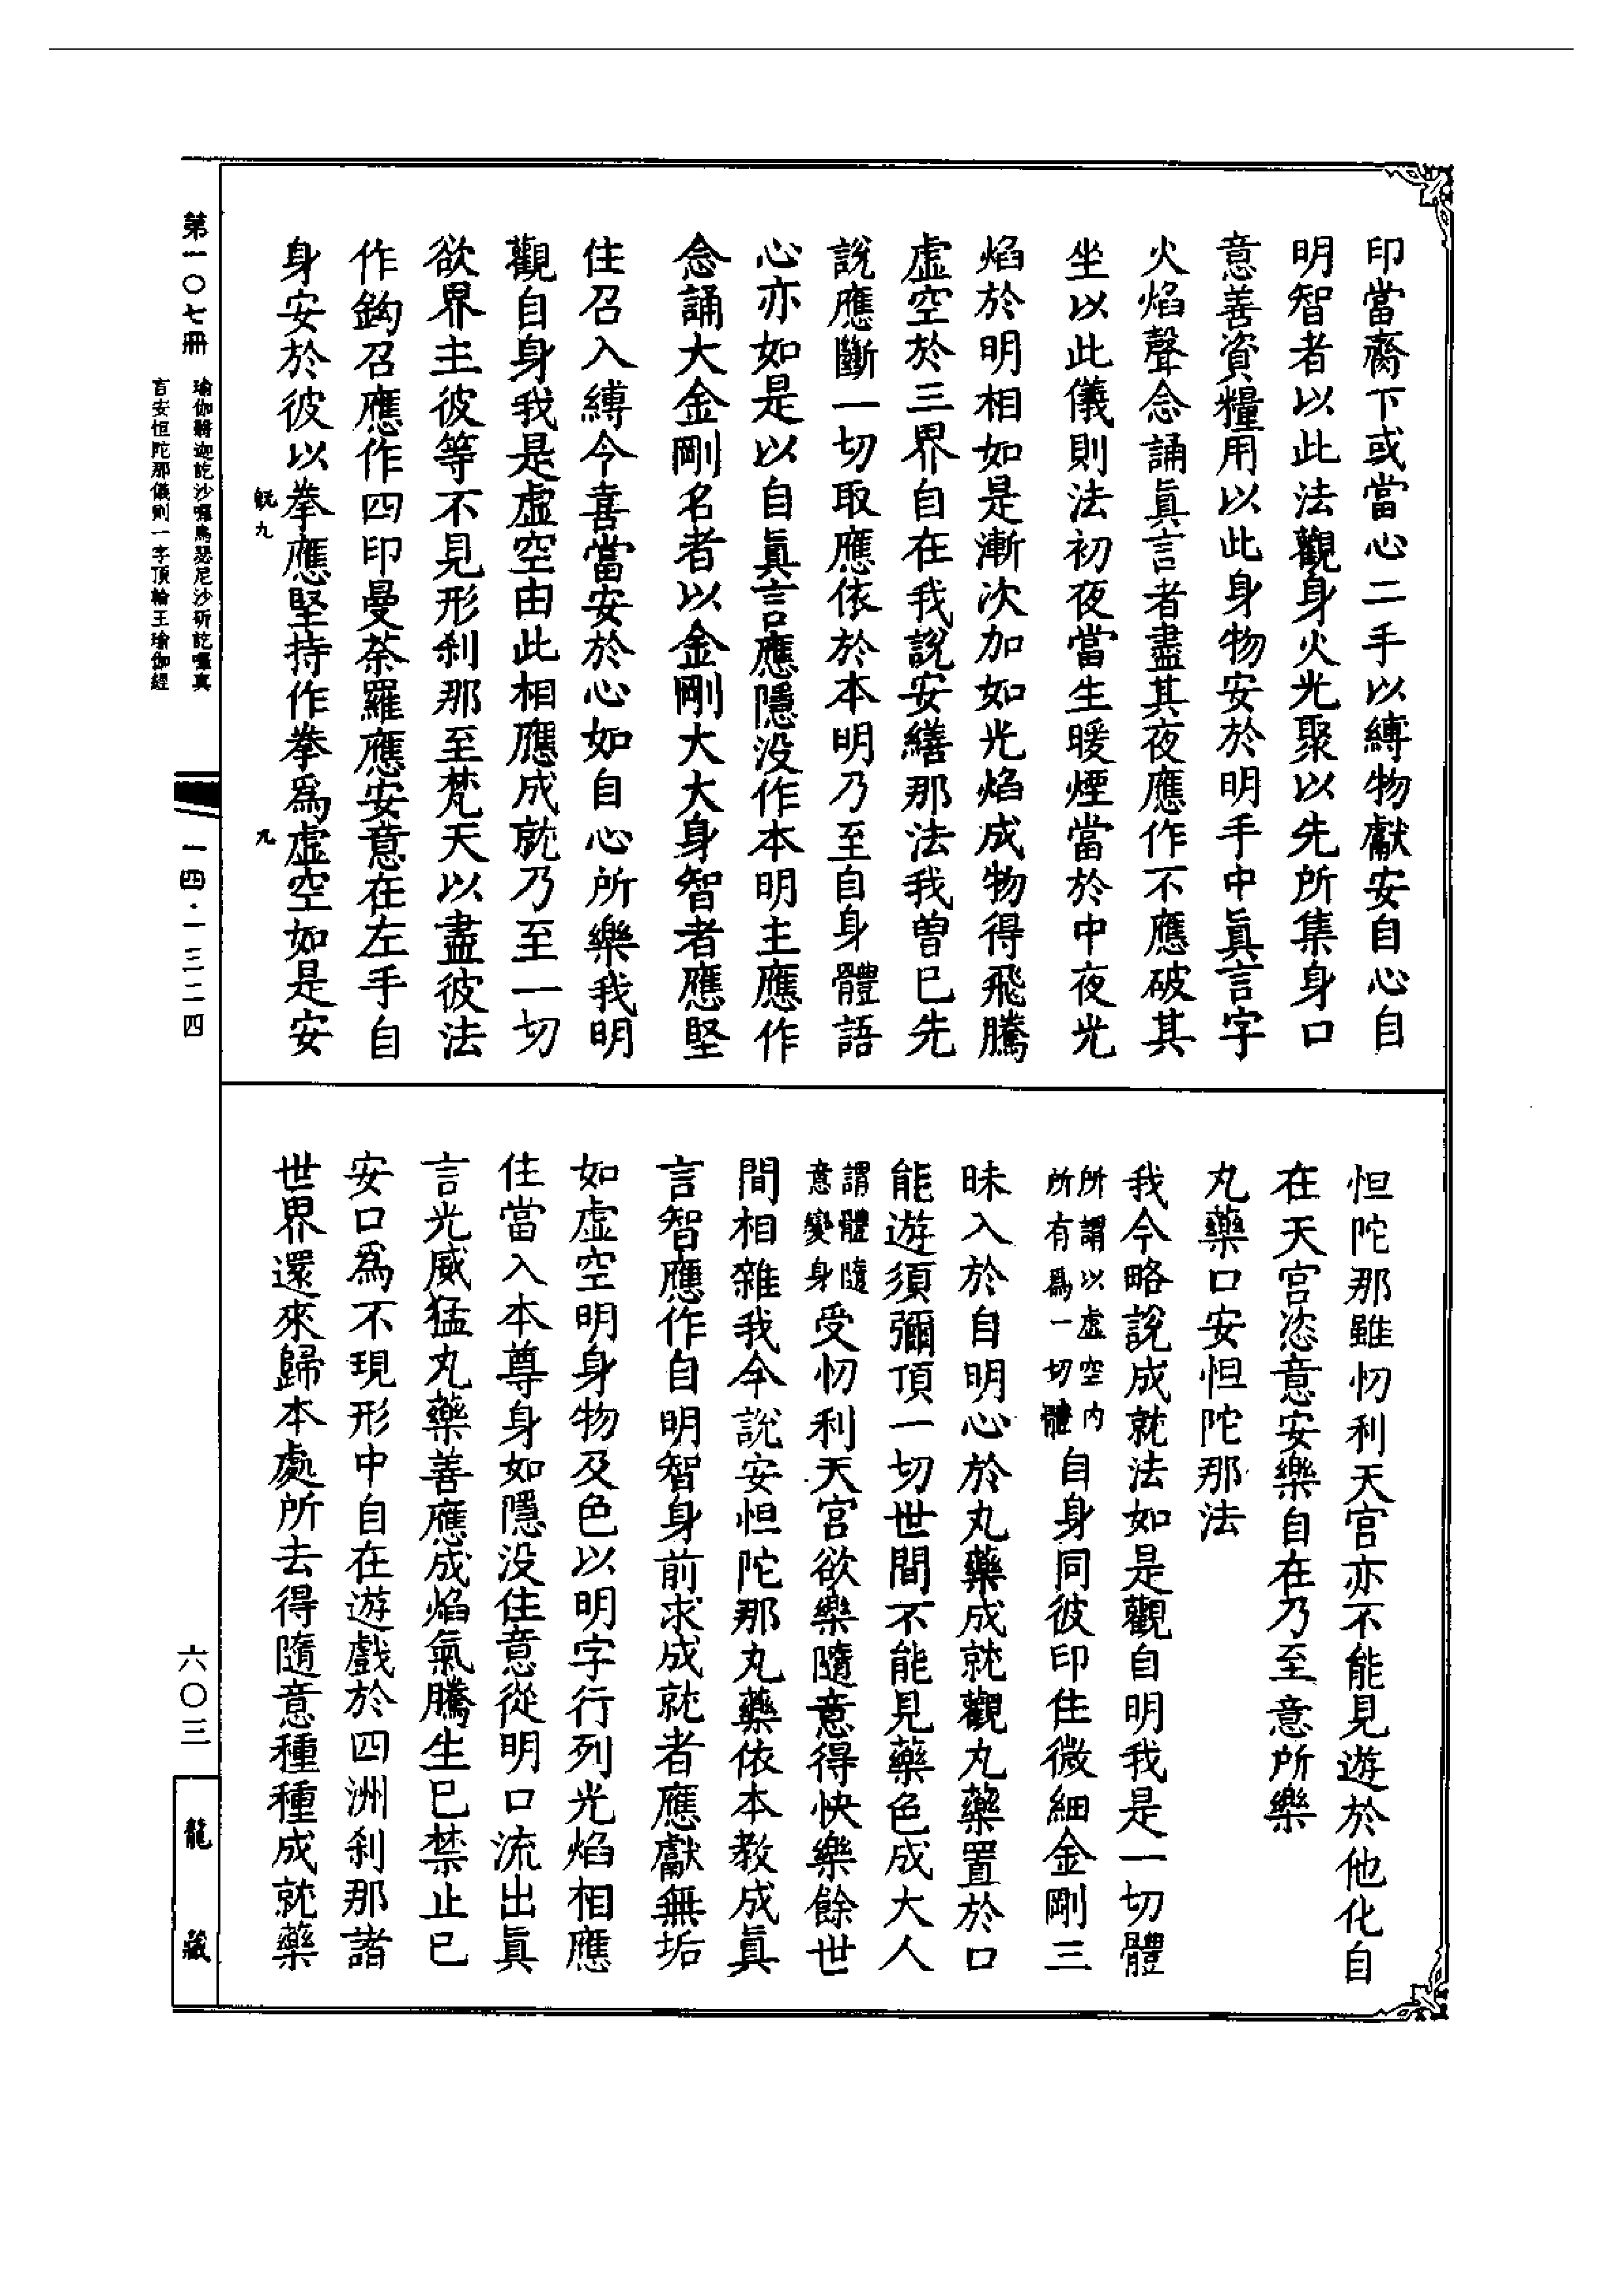 印當臍下或當心二手以縛物獻安自心自
明智者以此法觀身火光聚以先所集身口
意善資糧用以此身物安於明手中眞言字
火焰聲念誦眞言者盡其夜應作不應破其
坐以此儀則法初夜當生暖煙當於中夜光
焰於明相如是漸次加如光焰成物得飛騰
虛空於三界自在我說安繕那法我曾已先
說應斷一切取應依於本明乃至自身體語
心亦如是以自眞言應隱没作本明主應作
念誦大金剛名者以金剛大大身智者應堅
住召入縛今喜當安於心如自心所樂我明
觀自身我是虛空由此相應成就乃至一切
欲界主彼等不見形刹那至梵天以盡彼法
作鉤召應作四印曼荼羅應安意在左手自
身安於彼以拳應堅持作拳爲虛空如是安
九
九
第一〇七冊
言安怛陀那儀則一字頂輪王瑜伽經
一四·一三二四
怛陀那雖忉利天宮亦不能見遊於他化自
在天宮恣意安樂自在乃至意所樂
丸藥口安怛陀那法
我今略說成就法如是觀自明我是一切體
所謂以虛空内
所有爲一切體
自身同彼印住微細金剛三
昧入於自明心於丸藥成就觀丸藥置於口
能遊須彌頂一切世間不能見藥色成大人
謂體隨
意變身
受忉利天宮欲樂隨意得快樂餘世
間相雜我今說安怛陀那丸藥依本教成眞
言智應作自明智身前求成就者應獻無垢
如虛空明身物及色以明字行列光焰相應
住當入本尊身如隱没住意從明口流出眞
言光威猛丸藥善應成焰氣騰生已禁止已
安口爲不現形中自在遊戲於四洲刹那諸
世界還來歸本處所去得隨意種種成就藥
六〇三
龍藏